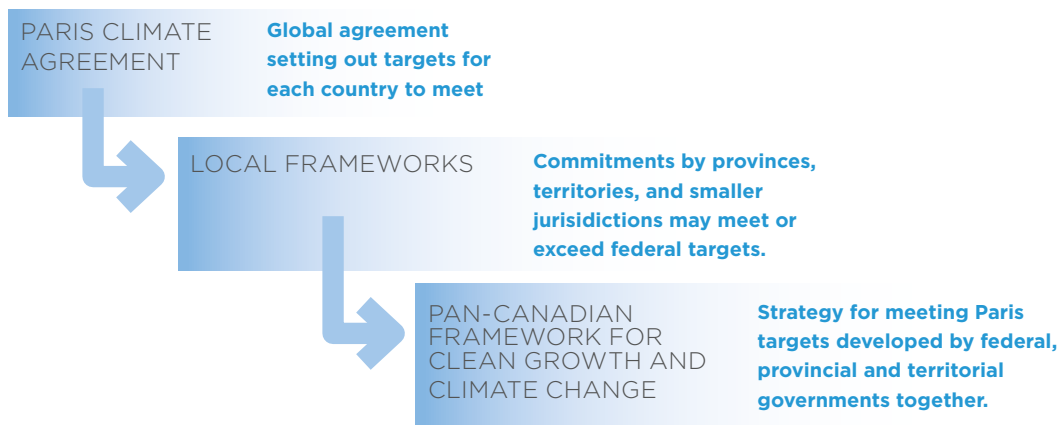 PARIS CLIMATE
AGREEMENT
Global agreement
setting out targets for
each country to meet
LOCAL FRAMEWORKS
Commitments by provinces,
territories, and smaller
jurisidictions may meet or
exceed federal targets.
PAN-CANADIAN
FRAMEWORK FOR
CLEAN GROWTH AND
CLIMATE CHANGE
Strategy for meeting Paris
targets developed by federal,
provincial and territorial
governments together.